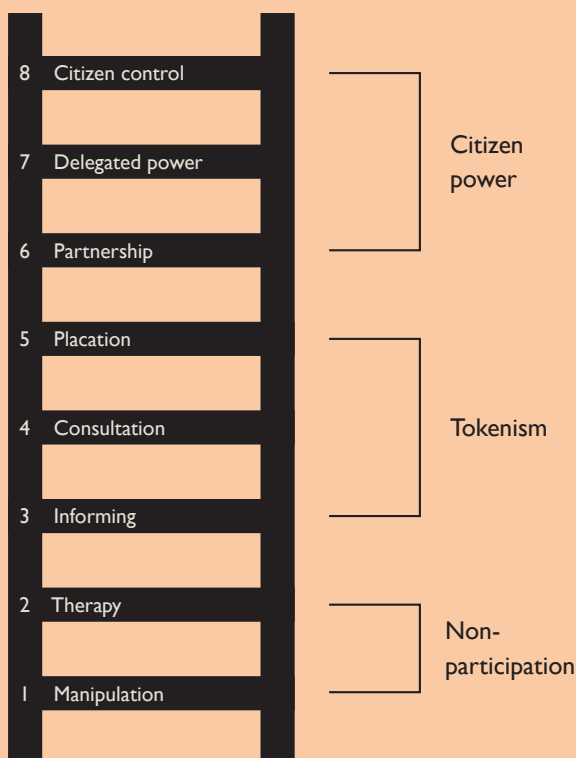 8 Citizen control
7 Delegated power
6 Partnership
5 Placation
4 Consultation
3 Informing
2 Therapy
1 Manipulation
Citizen
power
Tokenism
Non-
participation